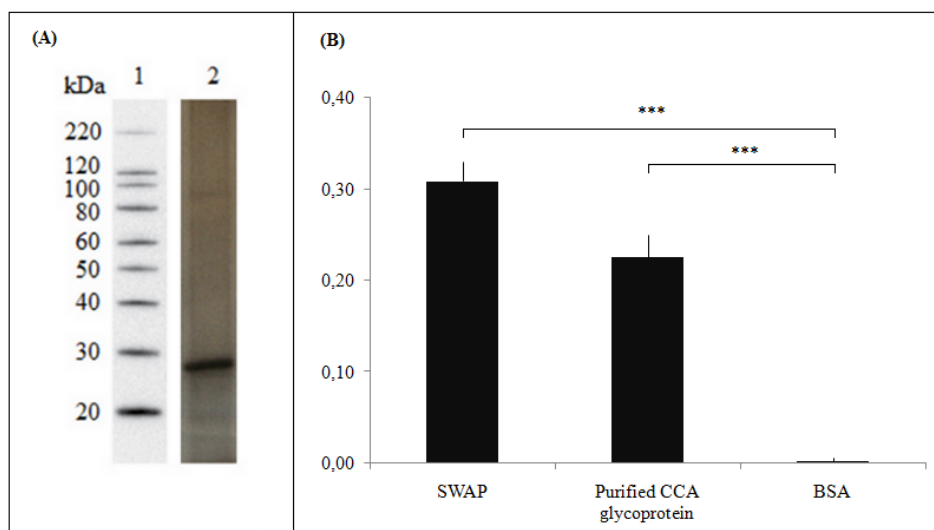 (A)
kDa 1 2
220
120
100
80
60
50
40
30
20
(B)
0,40
0,30
0,20
0,10
0,00
***
***
SWAP
Purified CCA
glycoprotein
BSA